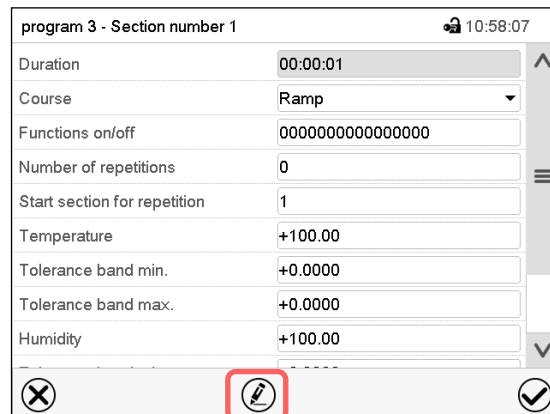 program 3 - Section number 1 10:58:07
Duration 00:00:01
Course Ramp
Functions on/off 0000000000000000
Number of repetitions 0
Start section for repetition 1
Temperature +100.00
Tolerance band min. +0.0000
Tolerance band max. +0.0000
Humidity +100.00